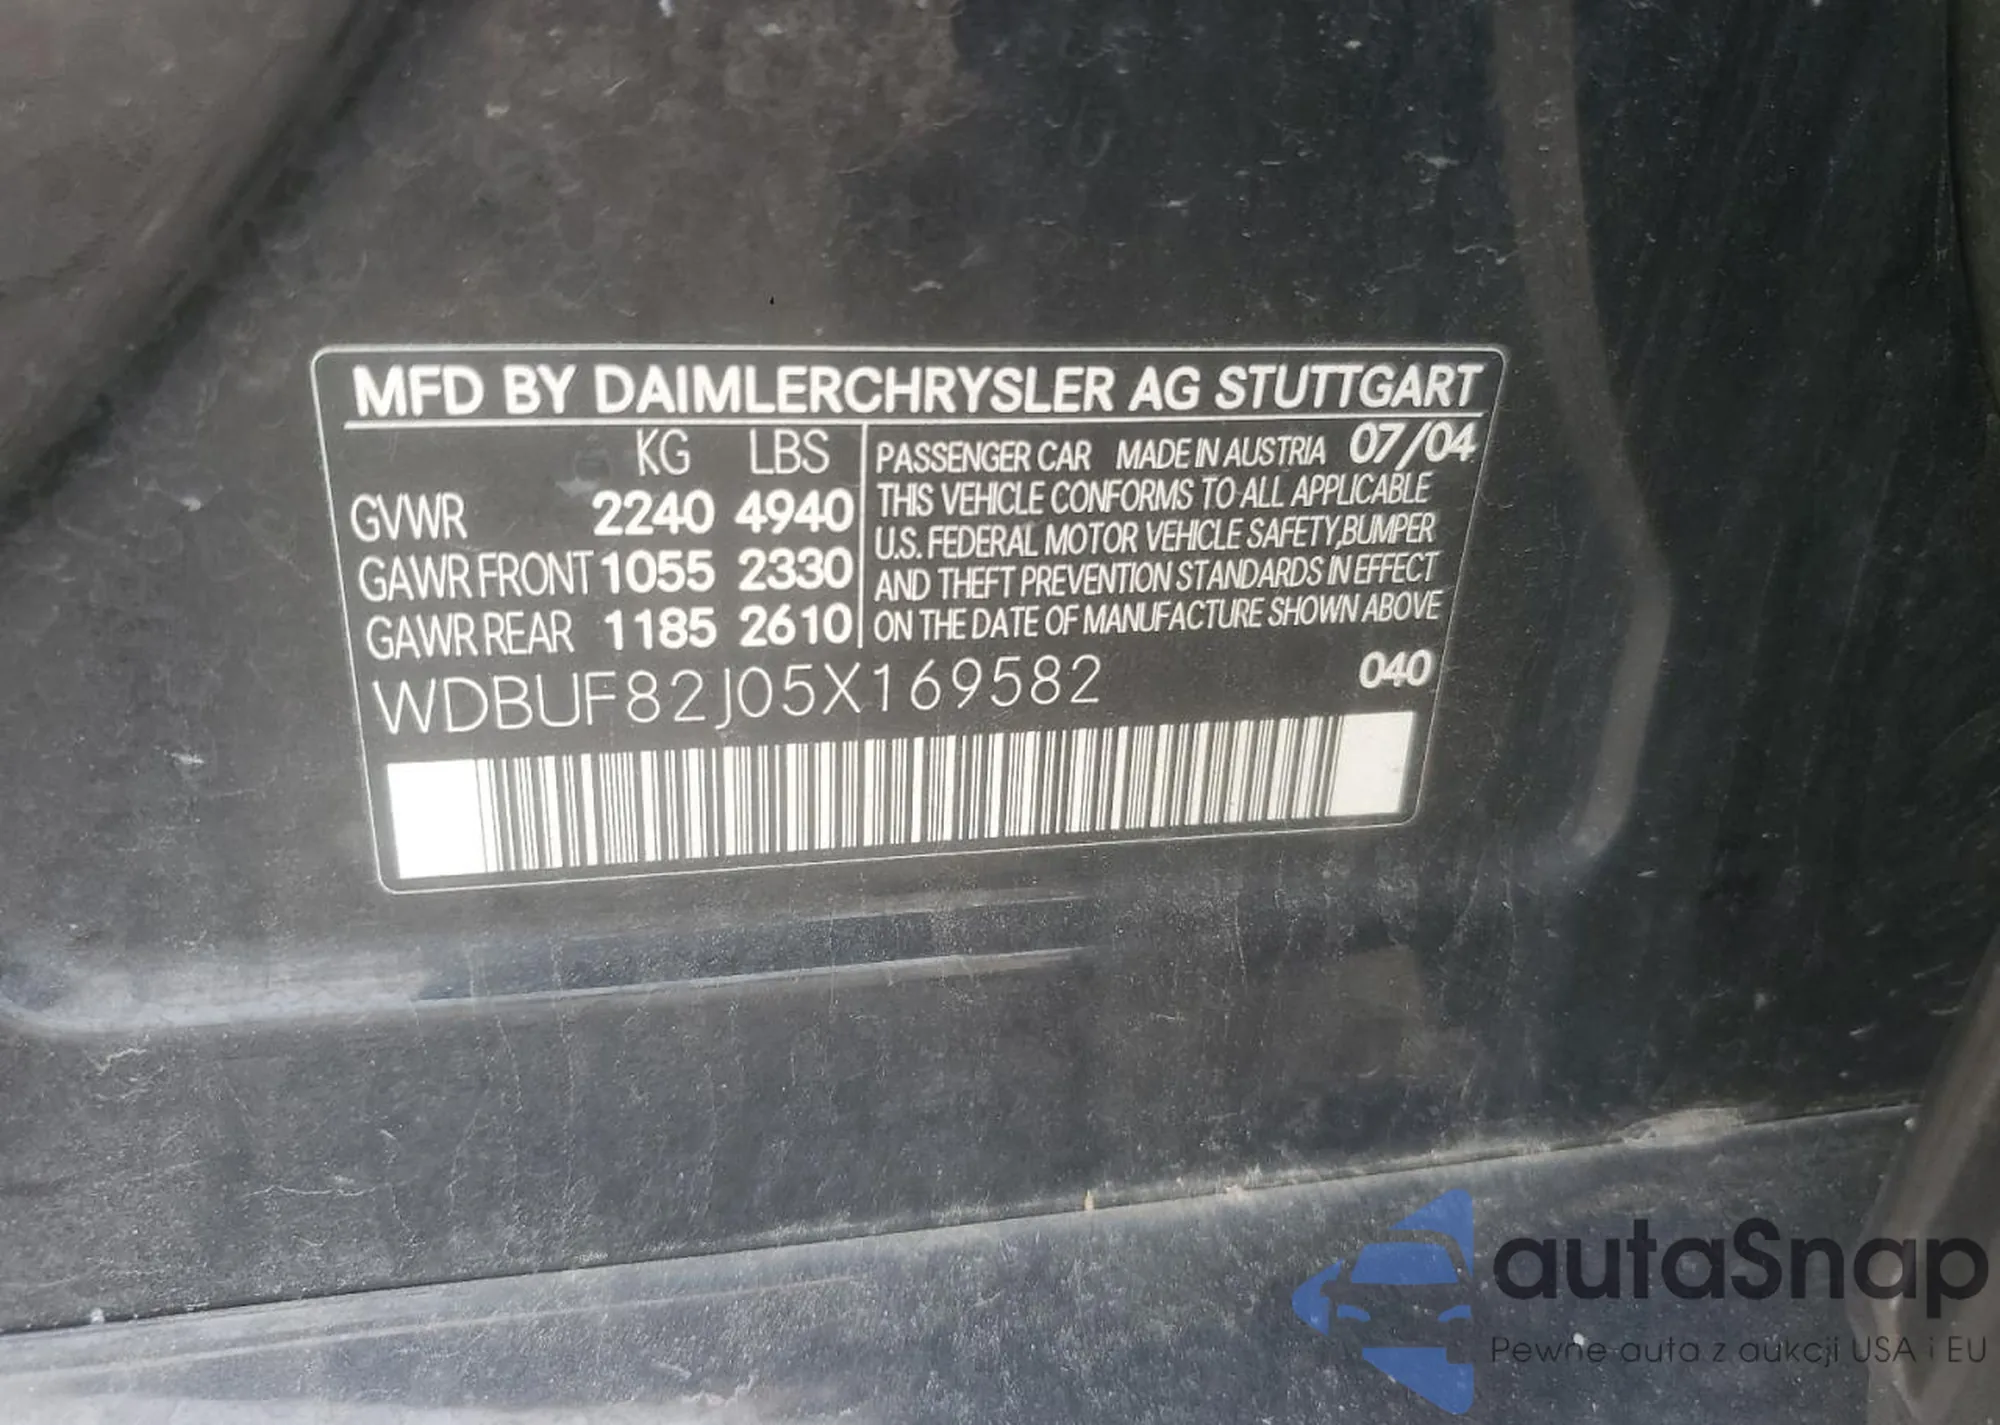 MFD BY DAIMLERCHRYSLER AG STUTTGART
KG LBS
GVWR 2240 4940
GAWR FRONT 1055 2330
GAWR REAR 1185 2610
PASSENGER CAR MADE IN AUSTRIA 07/04
THIS VEHICLE CONFORMS TO ALL APPLICABLE
U.S. FEDERAL MOTOR VEHICLE SAFETY,BUMPER
AND THEFT PREVENTION STANDARDS IN EFFECT
ON THE DATE OF MANUFACTURE SHOWN ABOVE
WDBUF82J05X169582 040
autaSnap
Pewne auta z aukcji USA i EU